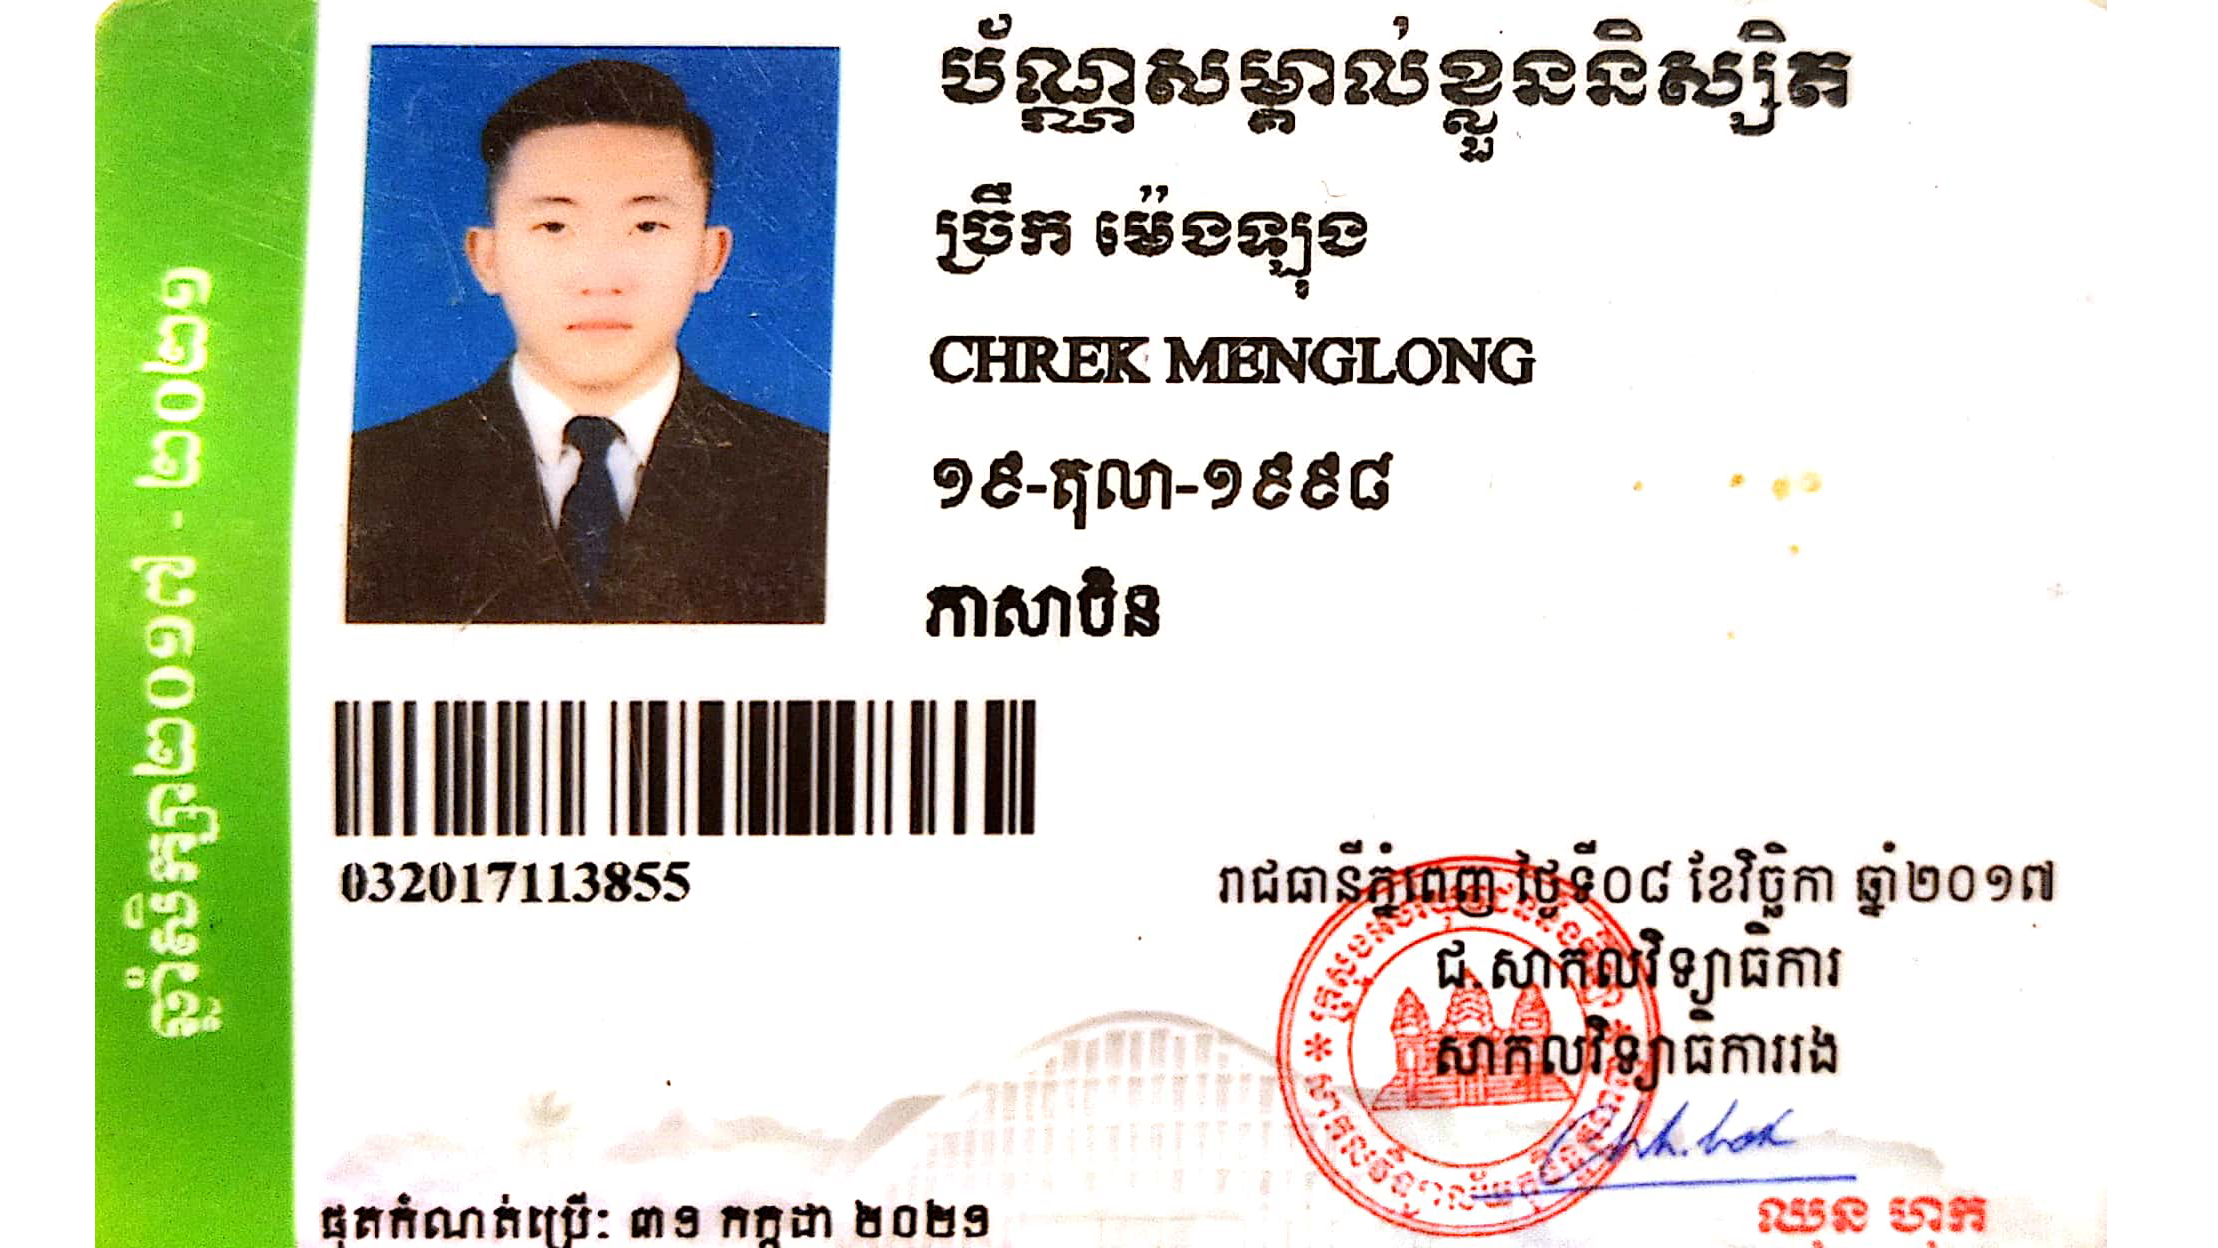 ប័ណ្ណសម្គាល់ខ្លួននិស្សិត
ច្រឹក ម៉េងឡុង
CHREK MENGLONG
១៩-តុលា-១៩៩៨
ភាសាចិន
032017113855
រាជធានីភ្នំពេញ ថ្ងៃទី០៨ ខែវិច្ឆិកា ឆ្នាំ២០១៧
ជ.សាកលវិទ្យាធិការ
សាកលវិទ្យាធិការរង
ឈុន ហុក
ផុតកំណត់ប្រើ: ៣១ កក្កដា ២០២១
ឆ្នាំសិក្សា២០១៧ - ២០២១